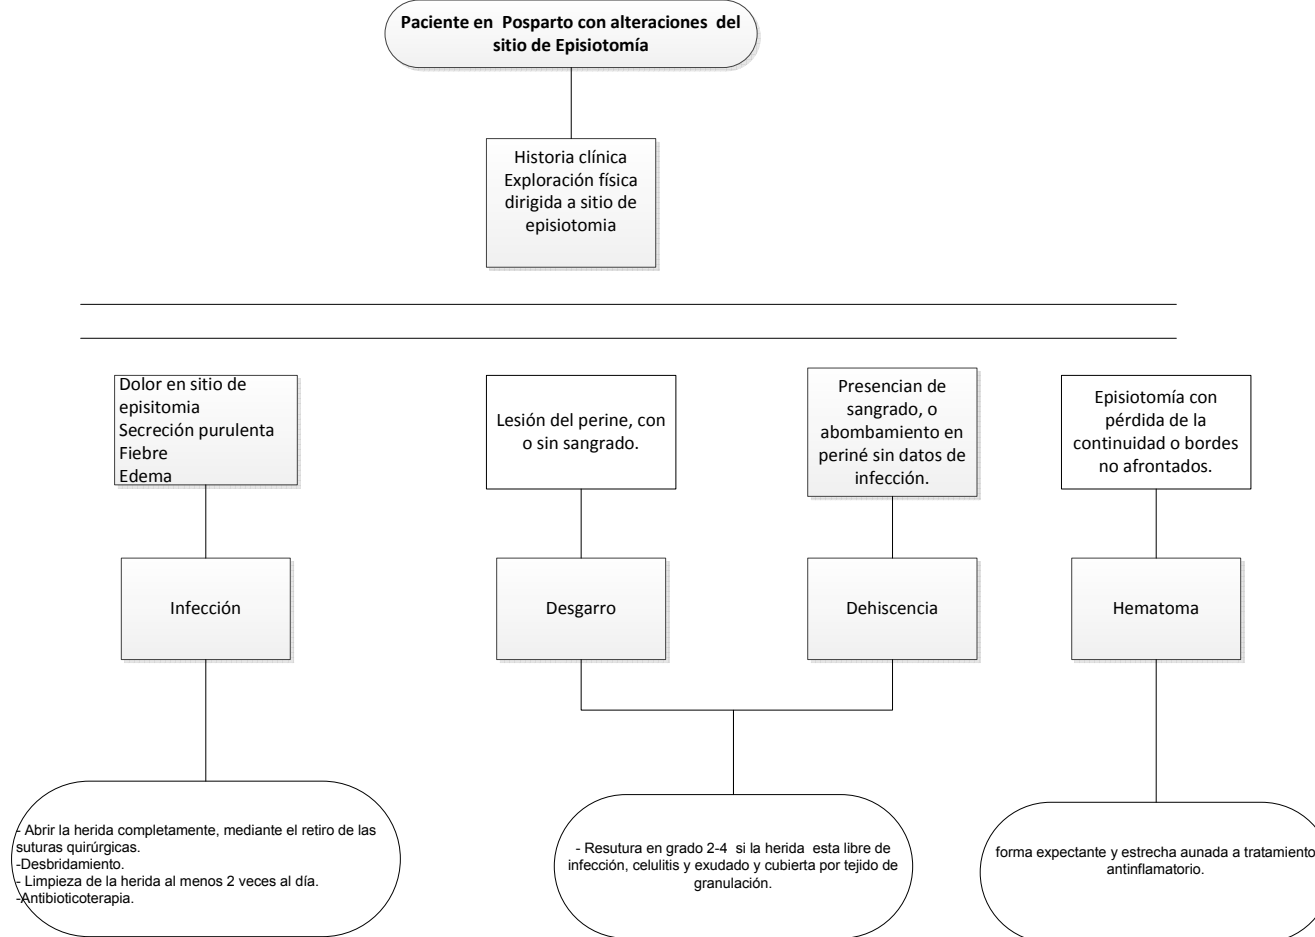 Paciente en Posparto con alteraciones del
sitio de Episiotomía
Historia clínica
Exploración física
dirigida a sitio de
episiotomia
Dolor en sitio de
episitomia
Secreción purulenta
Fiebre
Edema
Lesión del perine, con
o sin sangrado.
Presencian de
sangrado, o
abombamiento en
periné sin datos de
infección.
Episiotomía con
pérdida de la
continuidad o bordes
no afrontados.
Infección
Desgarro
Dehiscencia
Hematoma
- Abrir la herida completamente, mediante el retiro de las
suturas quirúrgicas.
-Desbridamiento.
- Limpieza de la herida al menos 2 veces al día.
-Antibioticoterapia.
- Resutura en grado 2-4 si la herida esta libre de
infección, celulitis y exudado y cubierta por tejido de
granulación.
forma expectante y estrecha aunada a tratamiento
antinflamatorio.